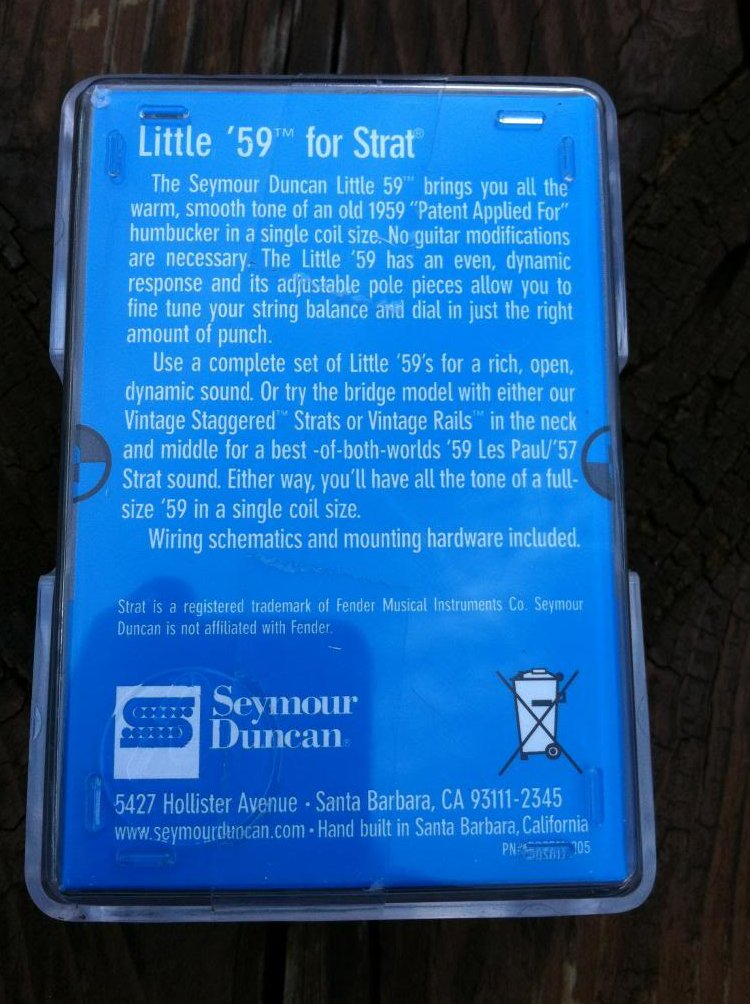 Little '59™ for Strat®
The Seymour Duncan Little 59™ brings you all the
warm, smooth tone of an old 1959 "Patent Applied For"
humbucker in a single coil size. No guitar modifications
are necessary. The Little '59 has an even, dynamic
response and its adjustable pole pieces allow you to
fine tune your string balance and dial in just the right
amount of punch.
Use a complete set of Little '59's for a rich, open,
dynamic sound. Or try the bridge model with either our
Vintage Staggered™ Strats or Vintage Rails™ in the neck
and middle for a best -of-both-worlds '59 Les Paul/'57
Strat sound. Either way, you'll have all the tone of a full-
size '59 in a single coil size.
Wiring schematics and mounting hardware included.
Strat is a registered trademark of Fender Musical Instruments Co. Seymour
Duncan is not affiliated with Fender.
Seymour
Duncan®
5427 Hollister Avenue • Santa Barbara, CA 93111-2345
www.seymourduncan.com • Hand built in Santa Barbara, California